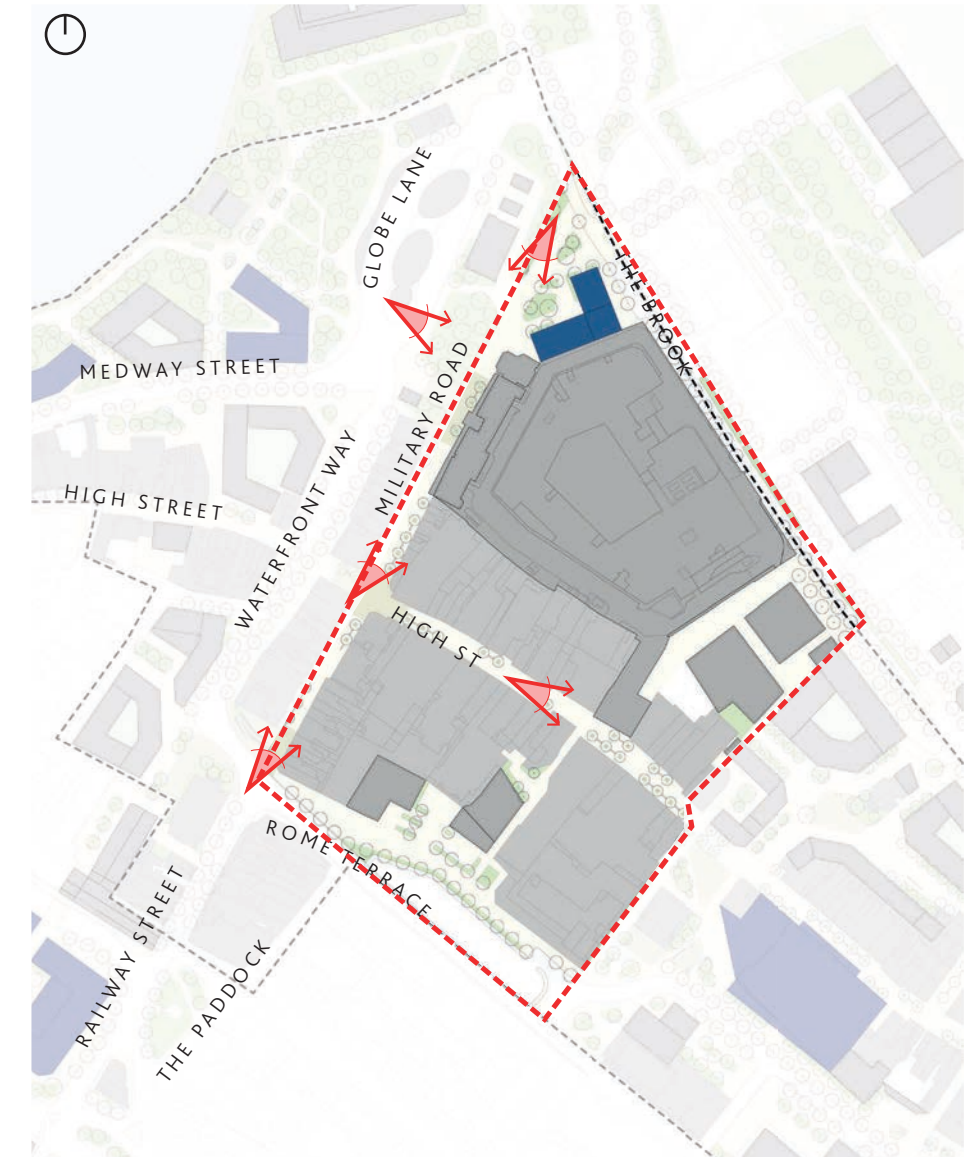 GLOBE LANE
THE BROOK
MEDWAY STREET
MILITARY ROAD
HIGH STREET
WATERFRONT WAY
HIGH ST
ROME TERRACE
RAILWAY STREET
THE PADDOCK